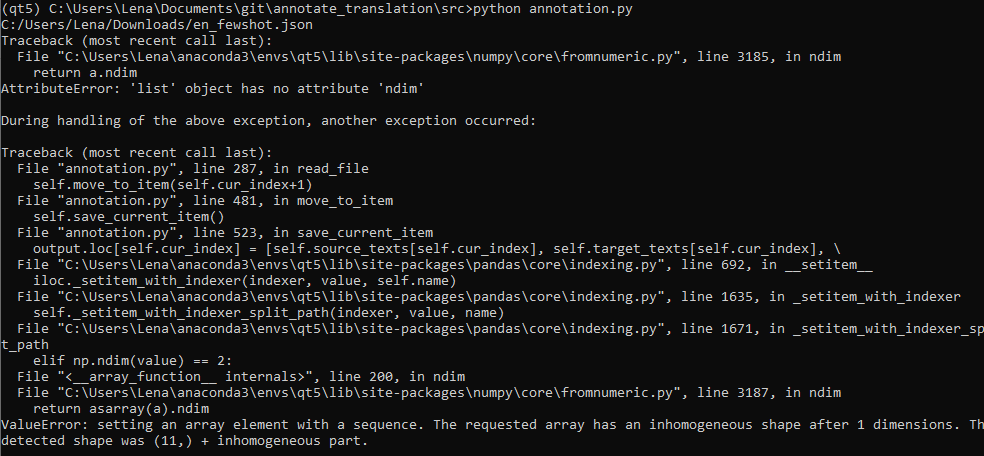 (qt5) C:\Users\Lena\Documents\git\annotate_translation\src>python annotation.py
C:/Users/Lena/Downloads/en_fewshot.json
Traceback (most recent call last):
  File "C:\Users\Lena\anaconda3\envs\qt5\lib\site-packages\numpy\core\fromnumeric.py", line 3185, in ndim
    return a.ndim
AttributeError: 'list' object has no attribute 'ndim'

During handling of the above exception, another exception occurred:

Traceback (most recent call last):
  File "annotation.py", line 287, in read_file
    self.move_to_item(self.cur_index+1)
  File "annotation.py", line 481, in move_to_item
    self.save_current_item()
  File "annotation.py", line 523, in save_current_item
    output.loc[self.cur_index] = [self.source_texts[self.cur_index], self.target_texts[self.cur_index], \
  File "C:\Users\Lena\anaconda3\envs\qt5\lib\site-packages\pandas\core\indexing.py", line 692, in __setitem__
    iloc._setitem_with_indexer(indexer, value, self.name)
  File "C:\Users\Lena\anaconda3\envs\qt5\lib\site-packages\pandas\core\indexing.py", line 1635, in _setitem_with_indexer
    self._setitem_with_indexer_split_path(indexer, value, name)
  File "C:\Users\Lena\anaconda3\envs\qt5\lib\site-packages\pandas\core\indexing.py", line 1671, in _setitem_with_indexer_sp
t_path
    elif np.ndim(value) == 2:
  File "<__array_function__ internals>", line 200, in ndim
  File "C:\Users\Lena\anaconda3\envs\qt5\lib\site-packages\numpy\core\fromnumeric.py", line 3187, in ndim
    return asarray(a).ndim
ValueError: setting an array element with a sequence. The requested array has an inhomogeneous shape after 1 dimensions. Th
detected shape was (11,) + inhomogeneous part.